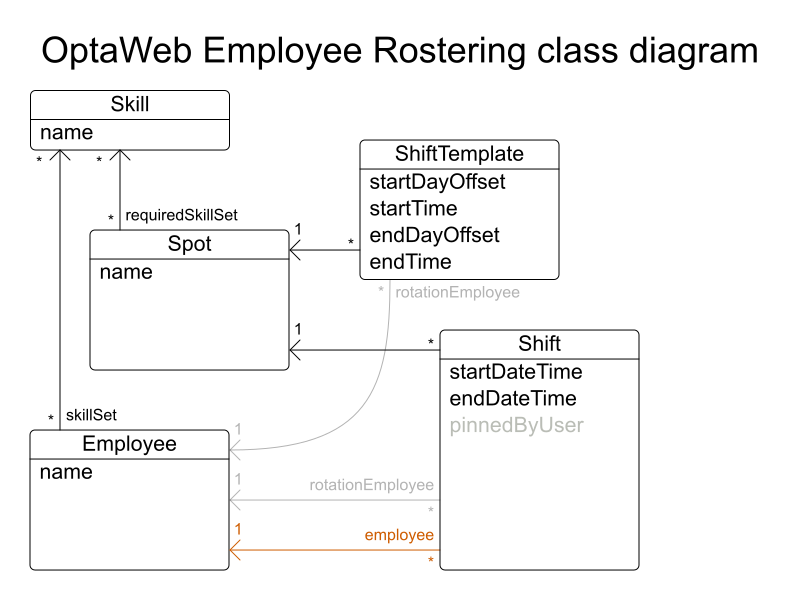 OptaWeb Employee Rostering class diagram
Skill
name
* *
ShiftTemplate
startDayOffset
startTime
endDayOffset
endTime
* requiredSkillSet
Spot
name
1 *
* rotationEmployee
1 *
Shift
startDateTime
endDateTime
pinnedByUser
* skillSet
Employee
name
1
1 rotationEmployee
*
1 employee
*